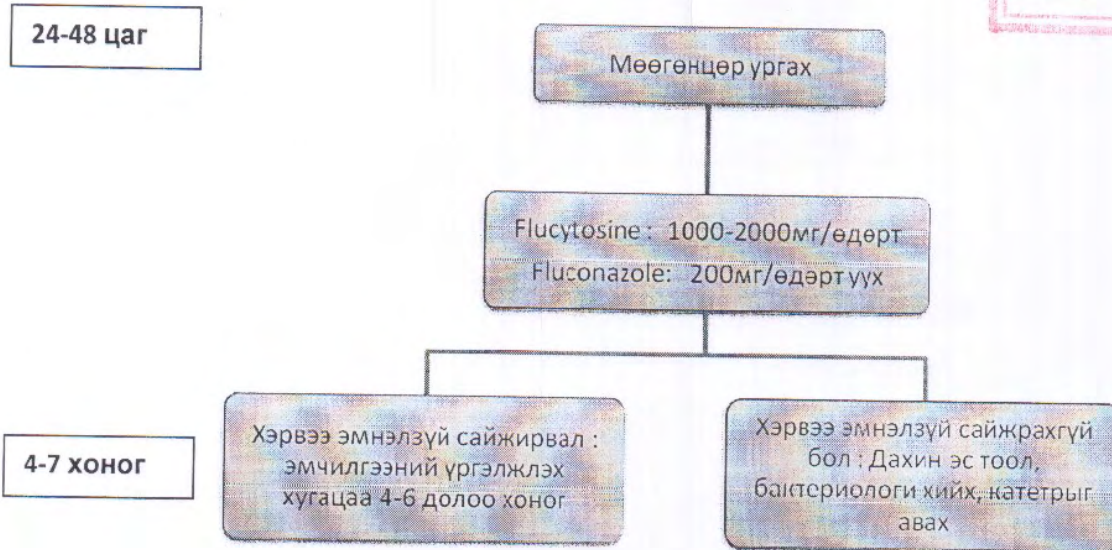 24-48 цаг
Мөөгөнцөр ургах
Flucytosine : 1000-2000мг/өдөрт
Fluconazole: 200мг/өдөрт уух
4-7 хоног
Хэрвээ эмнэлзүй сайжирвал :
эмчилгээний үргэлжлэх
хугацаа 4-6 долоо хоног
Хэрвээ эмнэлзүй сайжрахгүй
бол : Дахин эс тоол,
бактериологи хийх, катетрыг
авах